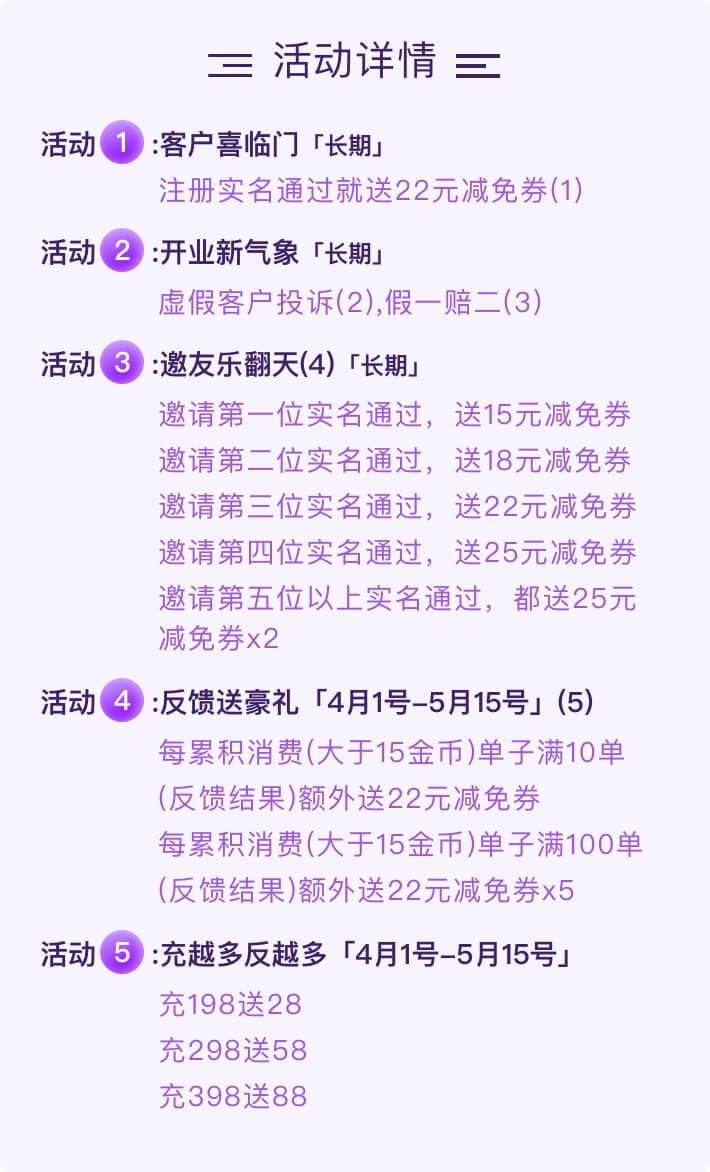 活动详情
活动1:客户喜临门「长期」
注册实名通过就送22元减免券(1)
活动2:开业新气象「长期」
虚假客户投诉(2),假一赔二(3)
活动3:邀友乐翻天(4)「长期」
邀请第一位实名通过，送15元减免券
邀请第二位实名通过，送18元减免券
邀请第三位实名通过，送22元减免券
邀请第四位实名通过，送25元减免券
邀请第五位以上实名通过，都送25元
减免券x2
活动4:反馈送豪礼「4月1号–5月15号」(5)
每累积消费(大于15金币)单子满10单
(反馈结果)额外送22元减免券
每累积消费(大于15金币)单子满100单
(反馈结果)额外送22元减免券x5
活动5:充越多反越多「4月1号–5月15号」
充198送28
充298送58
充398送88